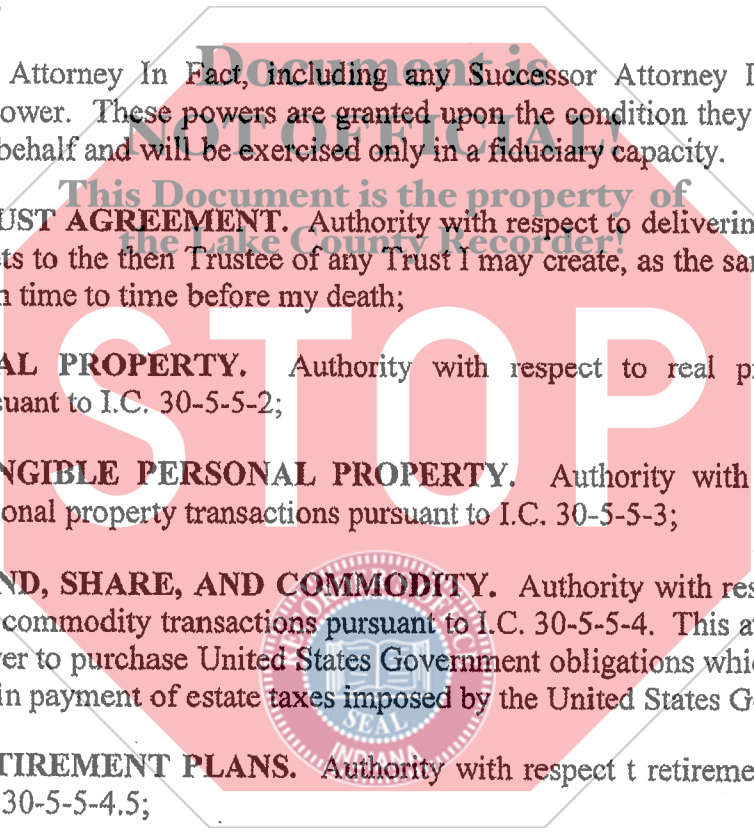 Document is
Attorney In Fact, including any Successor Attorney I
ower. These powers are granted upon the condition they
NOT OFFICIAL!
behalf and will be exercised only in a fiduciary capacity.
This Document is the property of
UST AGREEMENT. Authority with respect to deliverin
the Lake County Recorder!
ts to the then Trustee of any Trust I may create, as the sa
n time to time before my death;
STOP
AL PROPERTY. Authority with respect to real p
suant to I.C. 30-5-5-2;
NGIBLE PERSONAL PROPERTY. Authority with
onal property transactions pursuant to I.C. 30-5-5-3;
ND, SHARE, AND COMMODITY. Authority with res
commodity transactions pursuant to I.C. 30-5-5-4. This a
er to purchase United States Government obligations whic
in payment of estate taxes imposed by the United States G
SEAL
INDIANA
TIREMENT PLANS. Authority with respect t retireme
30-5-5-4.5;